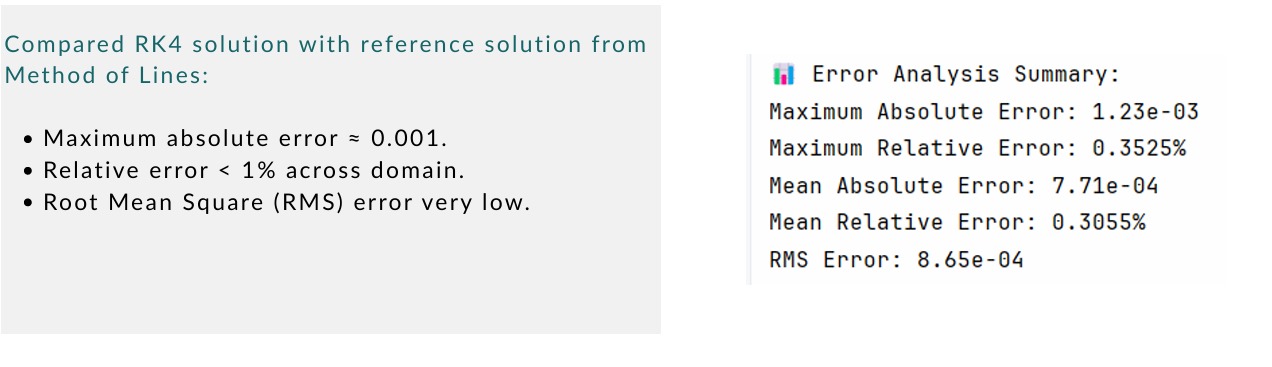 Compared RK4 solution with reference solution from
Method of Lines:
• Maximum absolute error ≈ 0.001.
• Relative error < 1% across domain.
• Root Mean Square (RMS) error very low.
📊 Error Analysis Summary:
Maximum Absolute Error: 1.23e-03
Maximum Relative Error: 0.3525%
Mean Absolute Error: 7.71e-04
Mean Relative Error: 0.3055%
RMS Error: 8.65e-04